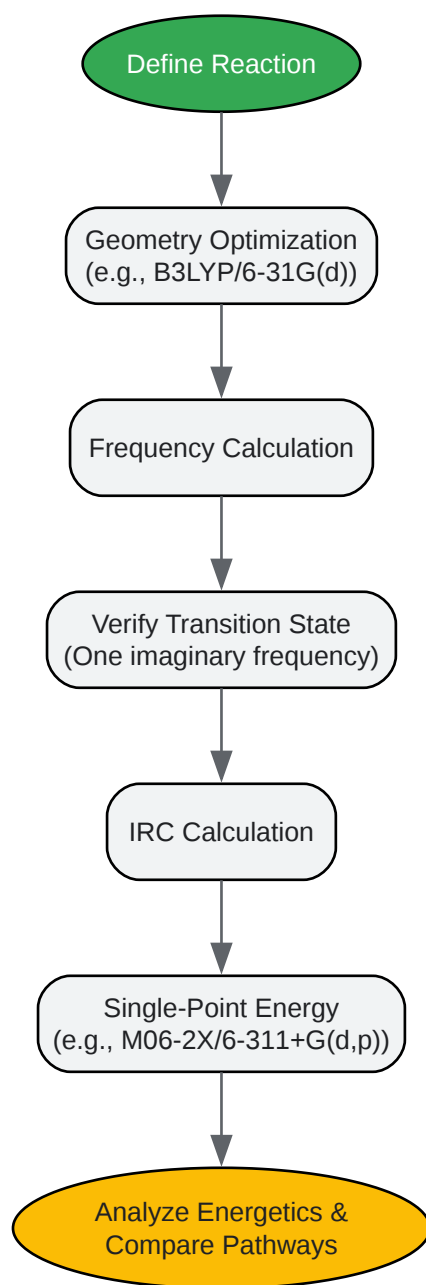 Define Reaction
Geometry Optimization
(e.g., B3LYP/6-31G(d))
Frequency Calculation
Verify Transition State
(One imaginary frequency)
IRC Calculation
Single-Point Energy
(e.g., M06-2X/6-311+G(d,p))
Analyze Energetics &
Compare Pathways